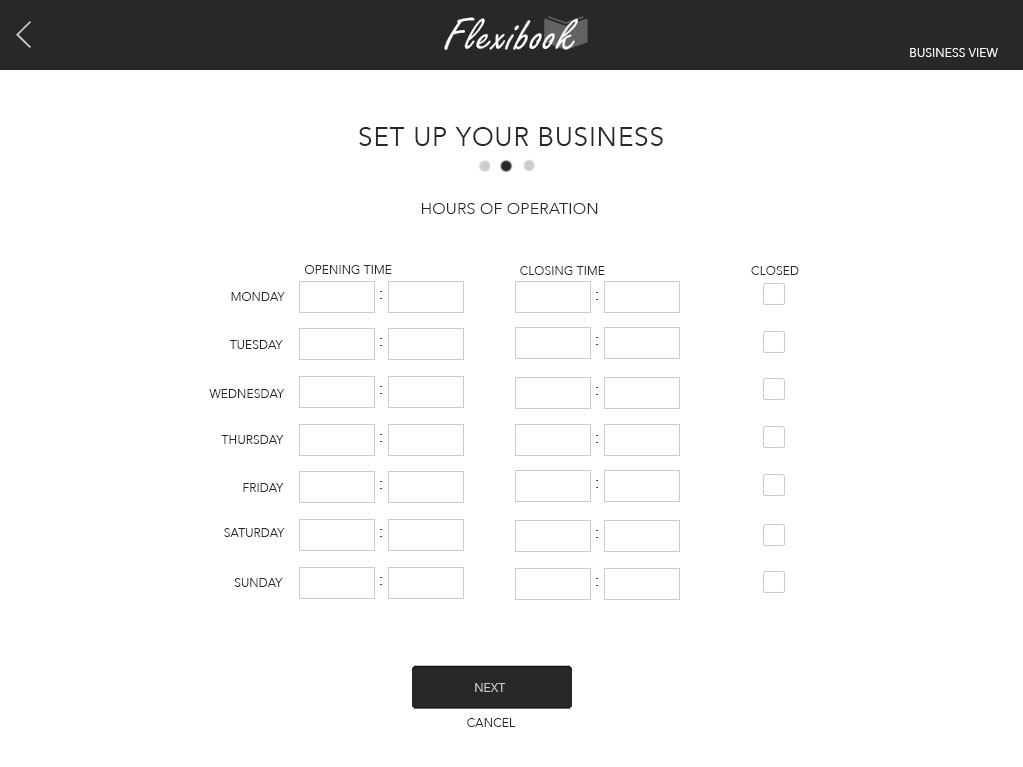 Flexibook
BUSINESS VIEW
SET UP YOUR BUSINESS
HOURS OF OPERATION
OPENING TIME CLOSING TIME CLOSED
MONDAY : :
TUESDAY : :
WEDNESDAY : :
THURSDAY : :
FRIDAY : :
SATURDAY : :
SUNDAY : :
NEXT
CANCEL